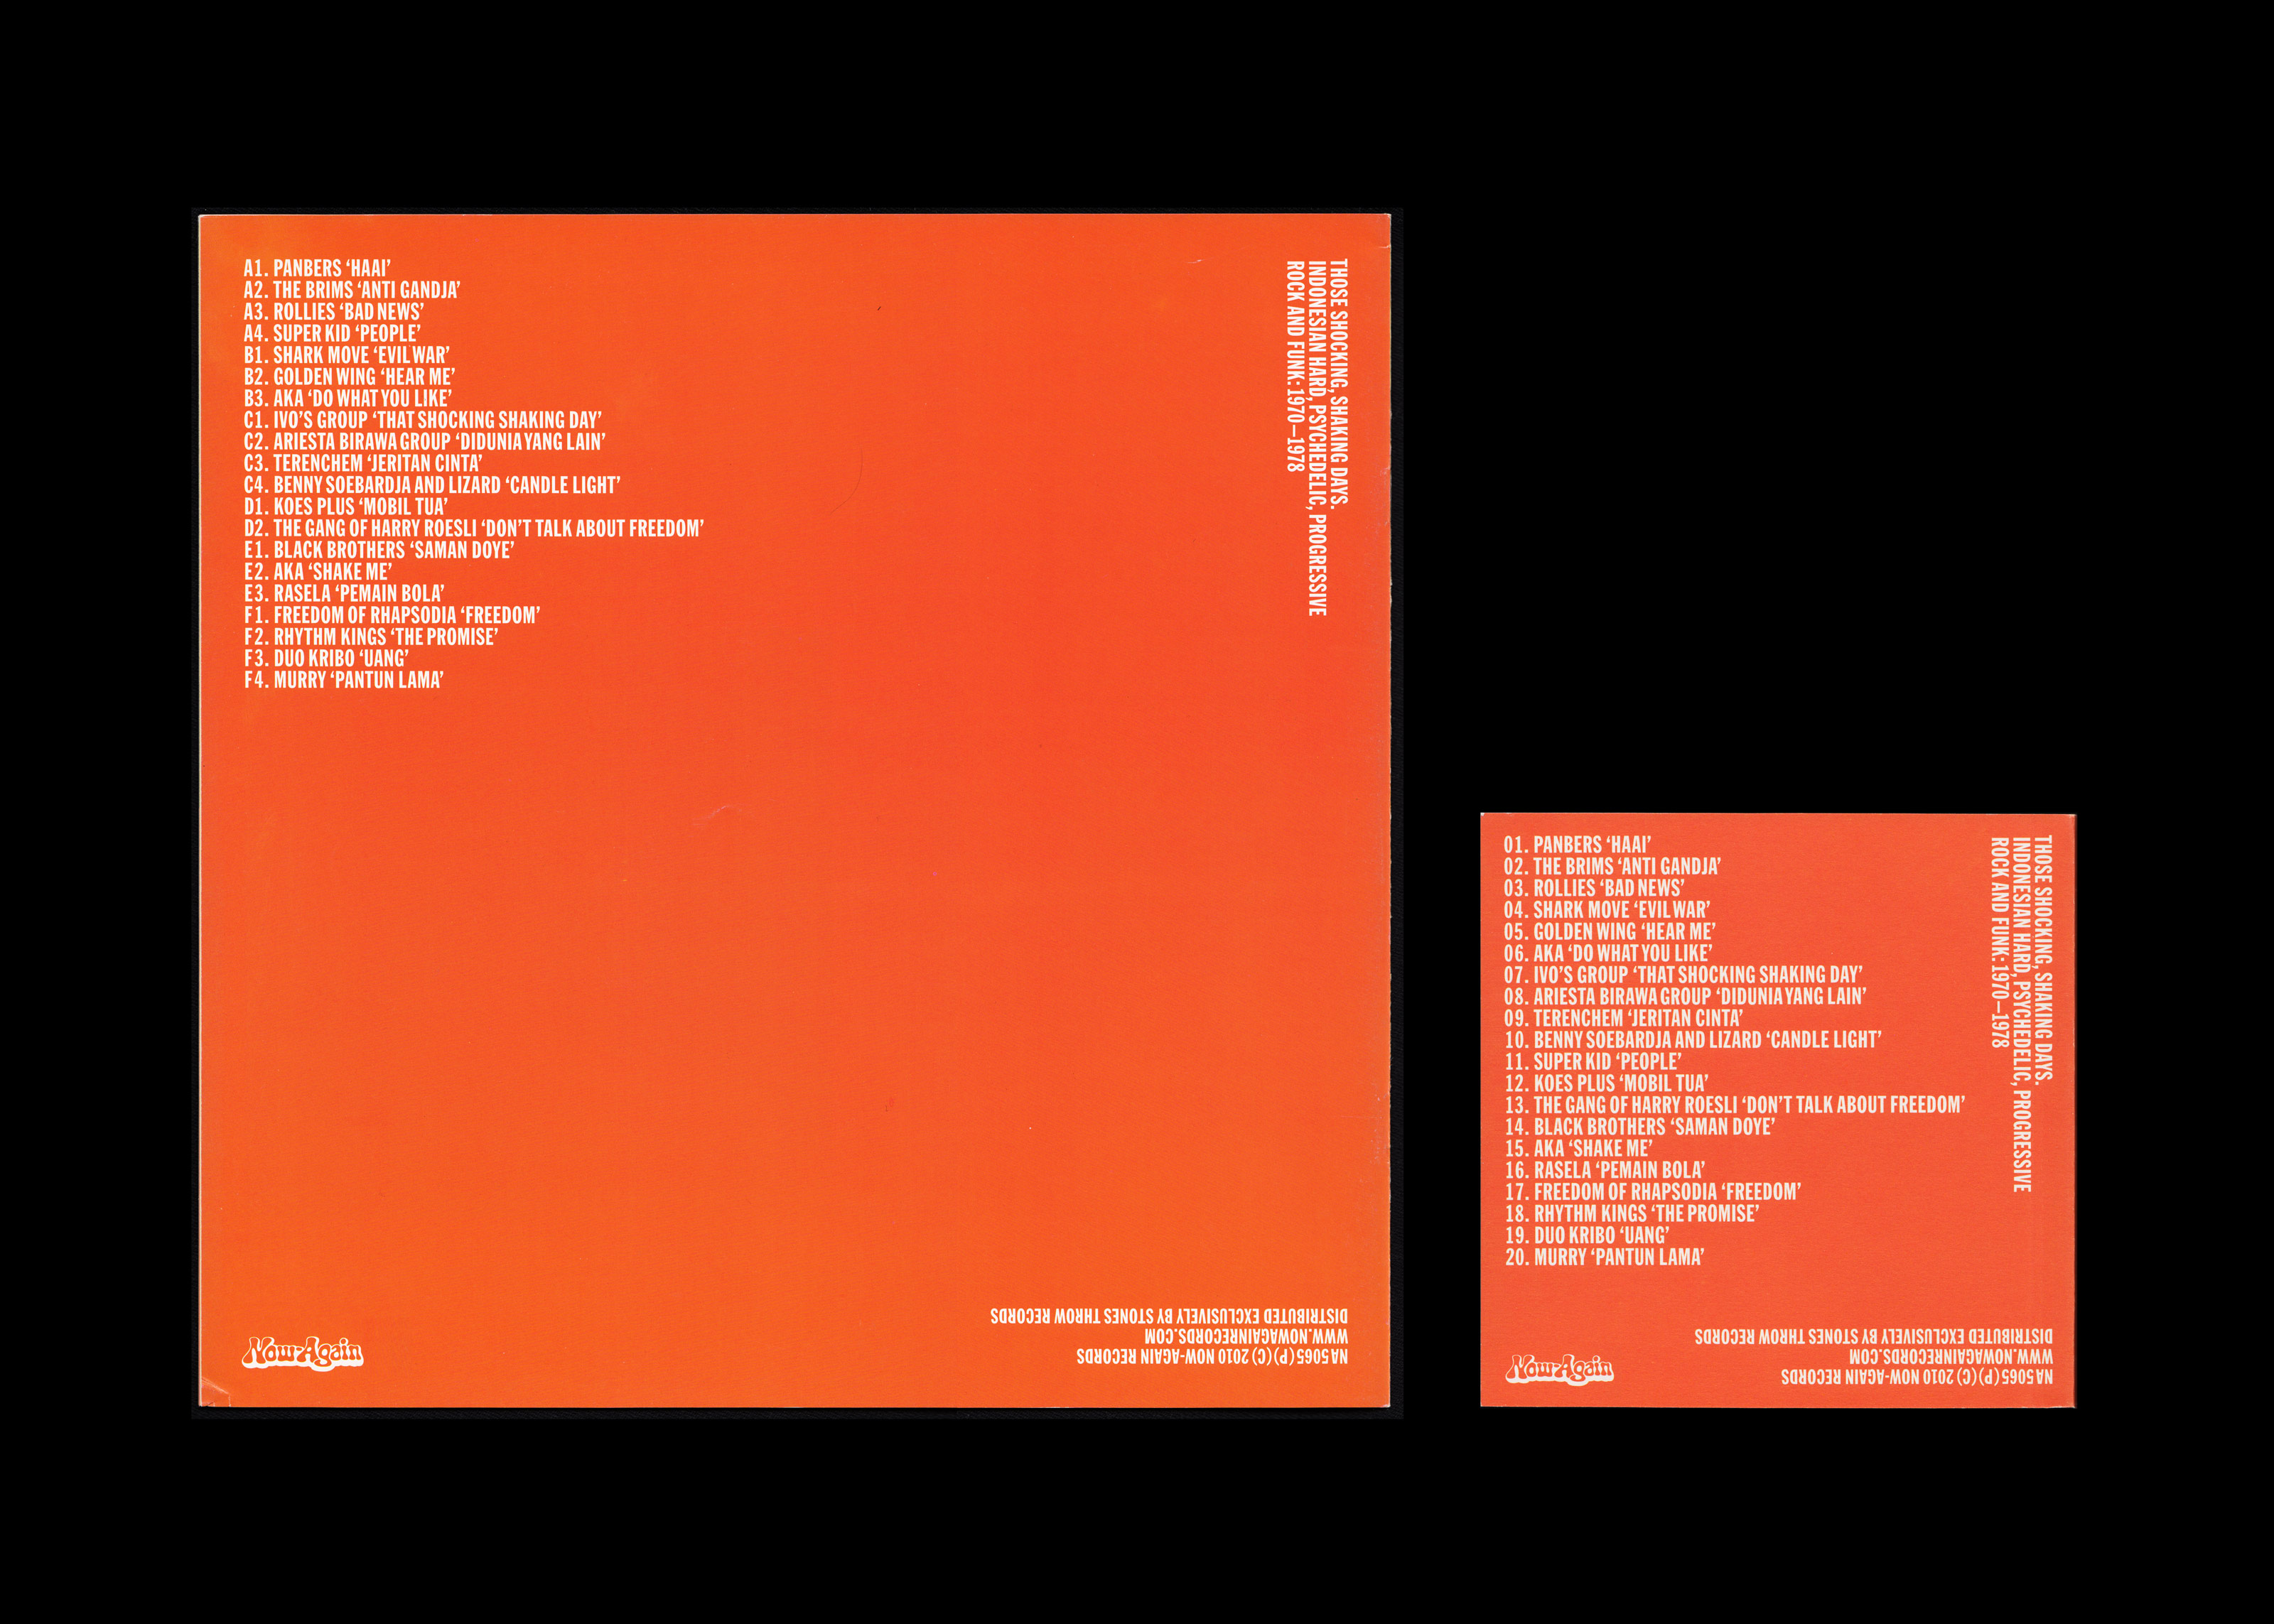 A1. PANBERS ‘HAAI’
A2. THE BRIMS ‘ANTI GANDJA’
A3. ROLLIES ‘BAD NEWS’
A4. SUPER KID ‘PEOPLE’
B1. SHARK MOVE ‘EVIL WAR’
B2. GOLDEN WING ‘HEAR ME’
B3. AKA ‘DO WHAT YOU LIKE’
C1. IVO’S GROUP ‘THAT SHOCKING SHAKING DAY’
C2. ARIESTA BIRAWA GROUP ‘DIDUNIA YANG LAIN’
C3. TERENCHEM ‘JERITAN CINTA’
C4. BENNY SOEBARDJA AND LIZARD ‘CANDLE LIGHT’
D1. KOES PLUS ‘MOBIL TUA’
D2. THE GANG OF HARRY ROESLI ‘DON’T TALK ABOUT FREEDOM’
E1. BLACK BROTHERS ‘SAMAN DOYE’
E2. AKA ‘SHAKE ME’
E3. RASELA ‘PEMAIN BOLA’
F1. FREEDOM OF RHAPSODIA ‘FREEDOM’
F2. RHYTHM KINGS ‘THE PROMISE’
F3. DUO KRIBO ‘UANG’
F4. MURRY ‘PANTUN LAMA’
THOSE SHOCKING, SHAKING DAYS.
INDONESIAN HARD, PSYCHEDELIC, PROGRESSIVE
ROCK AND FUNK: 1970–1978
Now-Again
NA 5065 (P) (C) 2010 NOW-AGAIN RECORDS
WWW.NOWAGAINRECORDS.COM
DISTRIBUTED EXCLUSIVELY BY STONES THROW RECORDS
01. PANBERS ‘HAAI’
02. THE BRIMS ‘ANTI GANDJA’
03. ROLLIES ‘BAD NEWS’
04. SHARK MOVE ‘EVIL WAR’
05. GOLDEN WING ‘HEAR ME’
06. AKA ‘DO WHAT YOU LIKE’
07. IVO’S GROUP ‘THAT SHOCKING SHAKING DAY’
08. ARIESTA BIRAWA GROUP ‘DIDUNIA YANG LAIN’
09. TERENCHEM ‘JERITAN CINTA’
10. BENNY SOEBARDJA AND LIZARD ‘CANDLE LIGHT’
11. SUPER KID ‘PEOPLE’
12. KOES PLUS ‘MOBIL TUA’
13. THE GANG OF HARRY ROESLI ‘DON’T TALK ABOUT FREEDOM’
14. BLACK BROTHERS ‘SAMAN DOYE’
15. AKA ‘SHAKE ME’
16. RASELA ‘PEMAIN BOLA’
17. FREEDOM OF RHAPSODIA ‘FREEDOM’
18. RHYTHM KINGS ‘THE PROMISE’
19. DUO KRIBO ‘UANG’
20. MURRY ‘PANTUN LAMA’
THOSE SHOCKING, SHAKING DAYS.
INDONESIAN HARD, PSYCHEDELIC, PROGRESSIVE
ROCK AND FUNK: 1970–1978
Now-Again
NA 5065 (P) (C) 2010 NOW-AGAIN RECORDS
WWW.NOWAGAINRECORDS.COM
DISTRIBUTED EXCLUSIVELY BY STONES THROW RECORDS